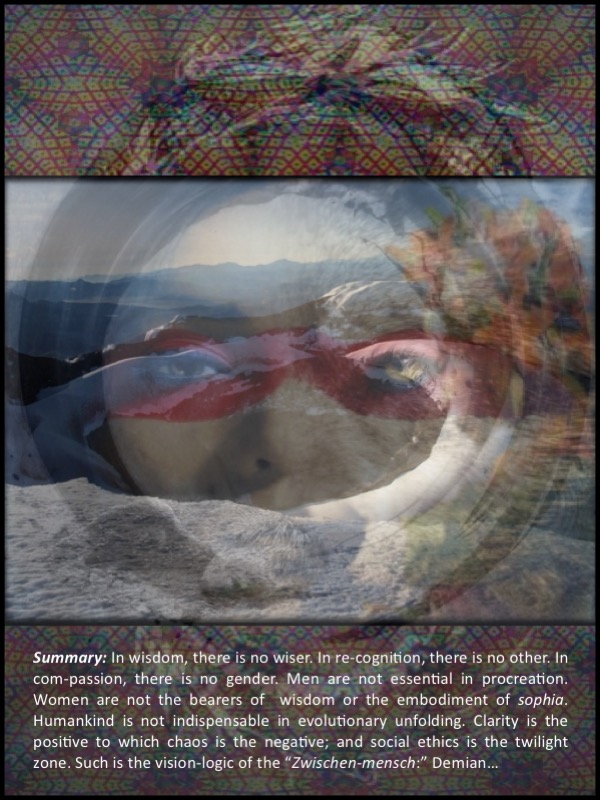 Summary: In wisdom, there is no wiser. In re-cognition, there is no other. In
com-passion, there is no gender. Men are not essential in procreation.
Women are not the bearers of wisdom or the embodiment of sophia.
Humankind is not indispensable in evolutionary unfolding. Clarity is the
positive to which chaos is the negative; and social ethics is the twilight
zone. Such is the vision-logic of the “Zwischen-mensch:” Demian…